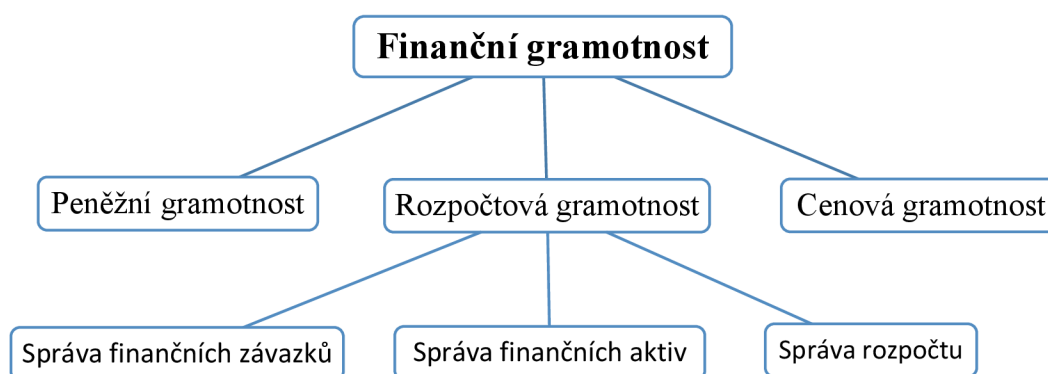 Finanční gramotnost
Peněžní gramotnost
Rozpočtová gramotnost
Cenová gramotnost
Správa finančních závazků
Správa finančních aktiv
Správa rozpočtu